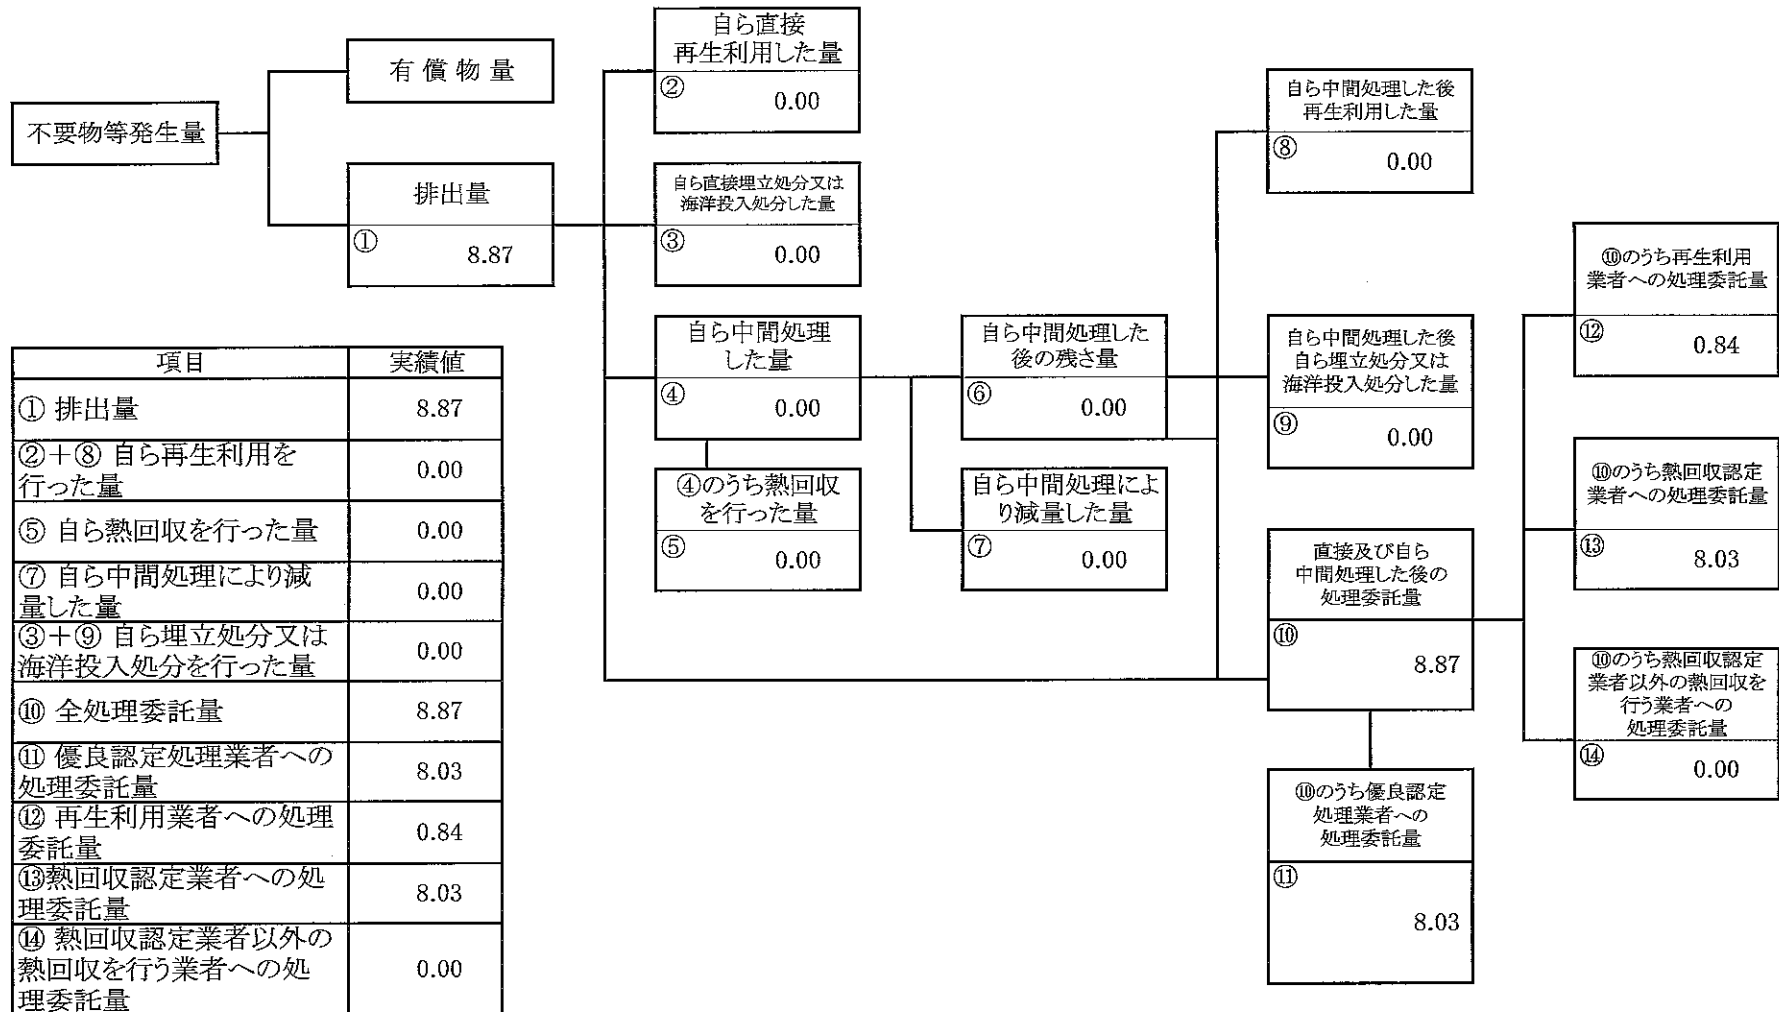 不要物等発生量
有償物量
排出量
①
8.87
自ら直接
再生利用した量
②
0.00
自ら直接埋立処分又は
海洋投入処分した量
③
0.00
自ら中間処理
した量
④
0.00
④のうち熱回収
を行った量
⑤
0.00
自ら中間処理した
後の残さ量
⑥
0.00
自ら中間処理によ
り減量した量
⑦
0.00
自ら中間処理した後
再生利用した量
⑧
0.00
自ら中間処理した後
自ら埋立処分又は
海洋投入処分した量
⑨
0.00
直接及び自ら
中間処理した後の
処理委託量
⑩
8.87
⑩のうち優良認定
処理業者への
処理委託量
⑪
8.03
⑩のうち再生利用
業者への処理委託量
⑫
0.84
⑩のうち熱回収認定
業者への処理委託量
⑬
8.03
⑩のうち熱回収認定
業者以外の熱回収を
行う業者への
処理委託量
⑭
0.00
項目 実績値
① 排出量 8.87
②＋⑧ 自ら再生利用を
行った量 0.00
⑤ 自ら熱回収を行った量 0.00
⑦ 自ら中間処理により減
量した量 0.00
③＋⑨ 自ら埋立処分又は
海洋投入処分を行った量 0.00
⑩ 全処理委託量 8.87
⑪ 優良認定処理業者への
処理委託量 8.03
⑫ 再生利用業者への処理
委託量 0.84
⑬熱回収認定業者への処
理委託量 8.03
⑭ 熱回収認定業者以外の
熱回収を行う業者への処
理委託量 0.00